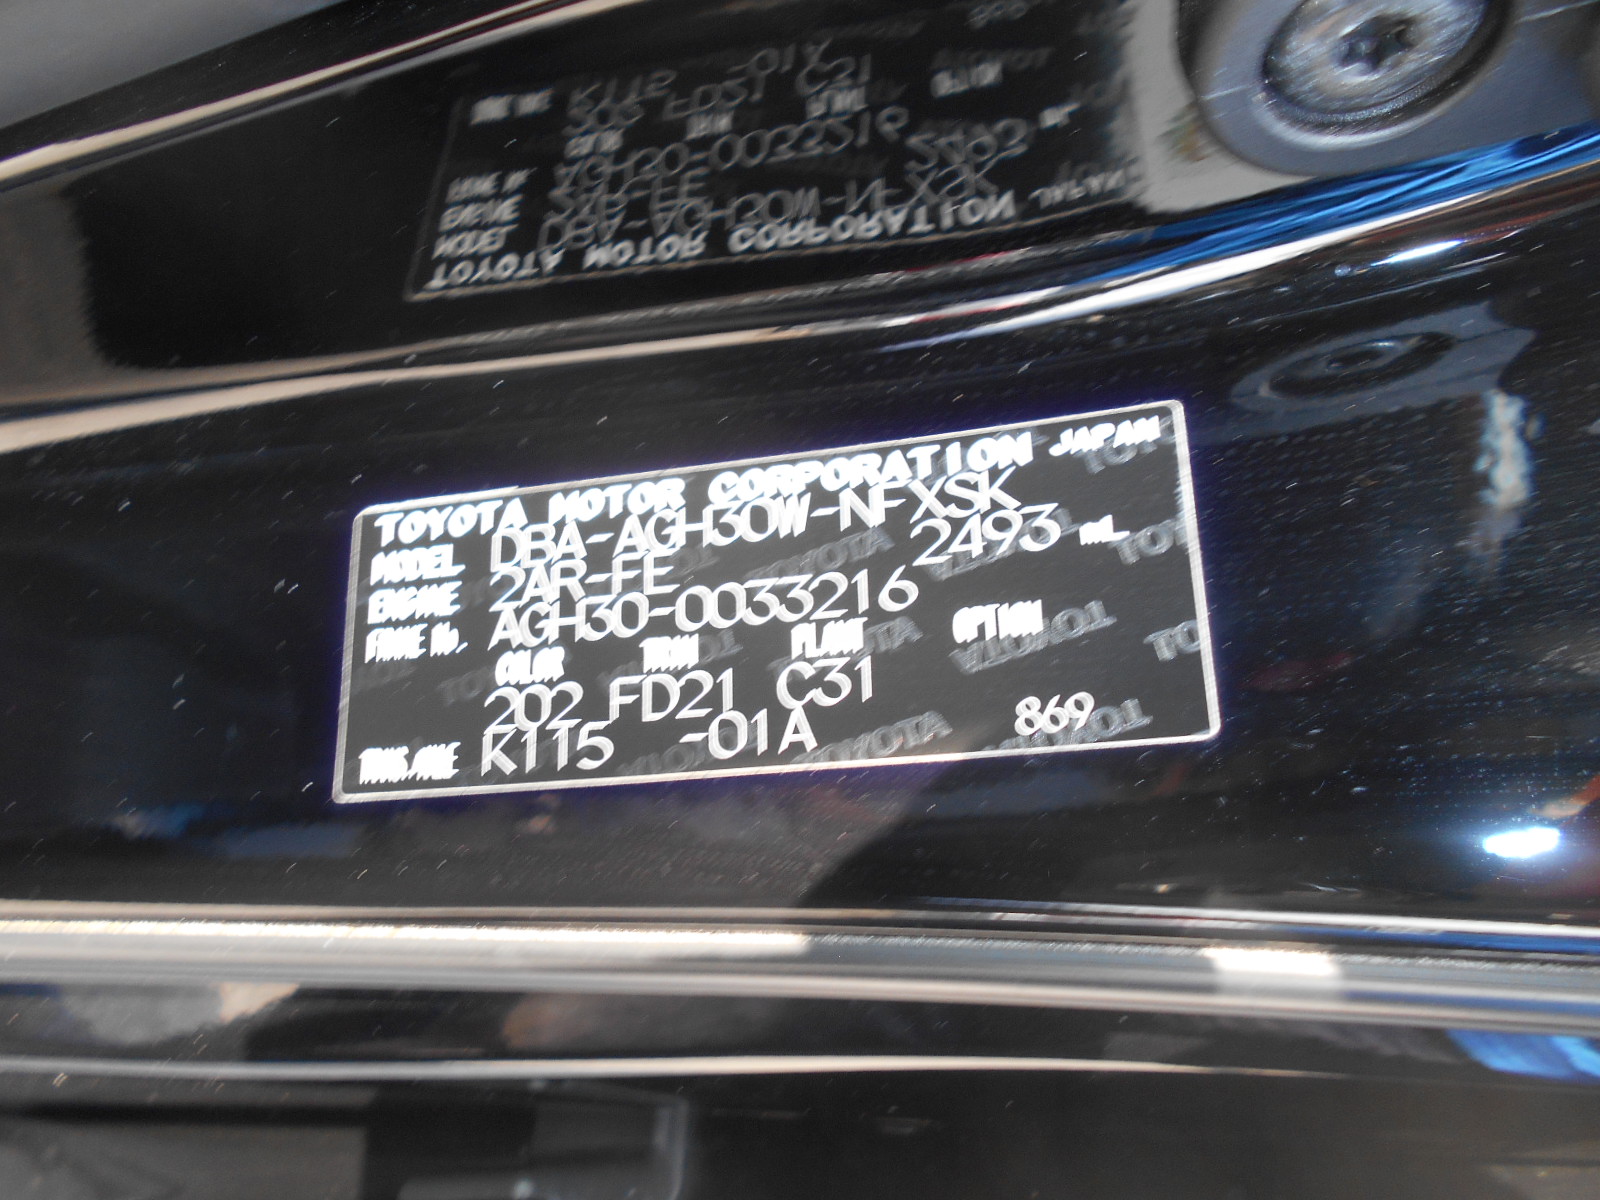 TOYOTA MOTOR CORPORATION JAPAN
MODEL DBA-AGH30W-NFXSK
ENGINE 2AR-FE 2493 mL
FRAME No. AGH30-0033216
COLOR TRIM PLANT OPTION
202 FD21 C31
TRANS./AXLE K115 -01A 869